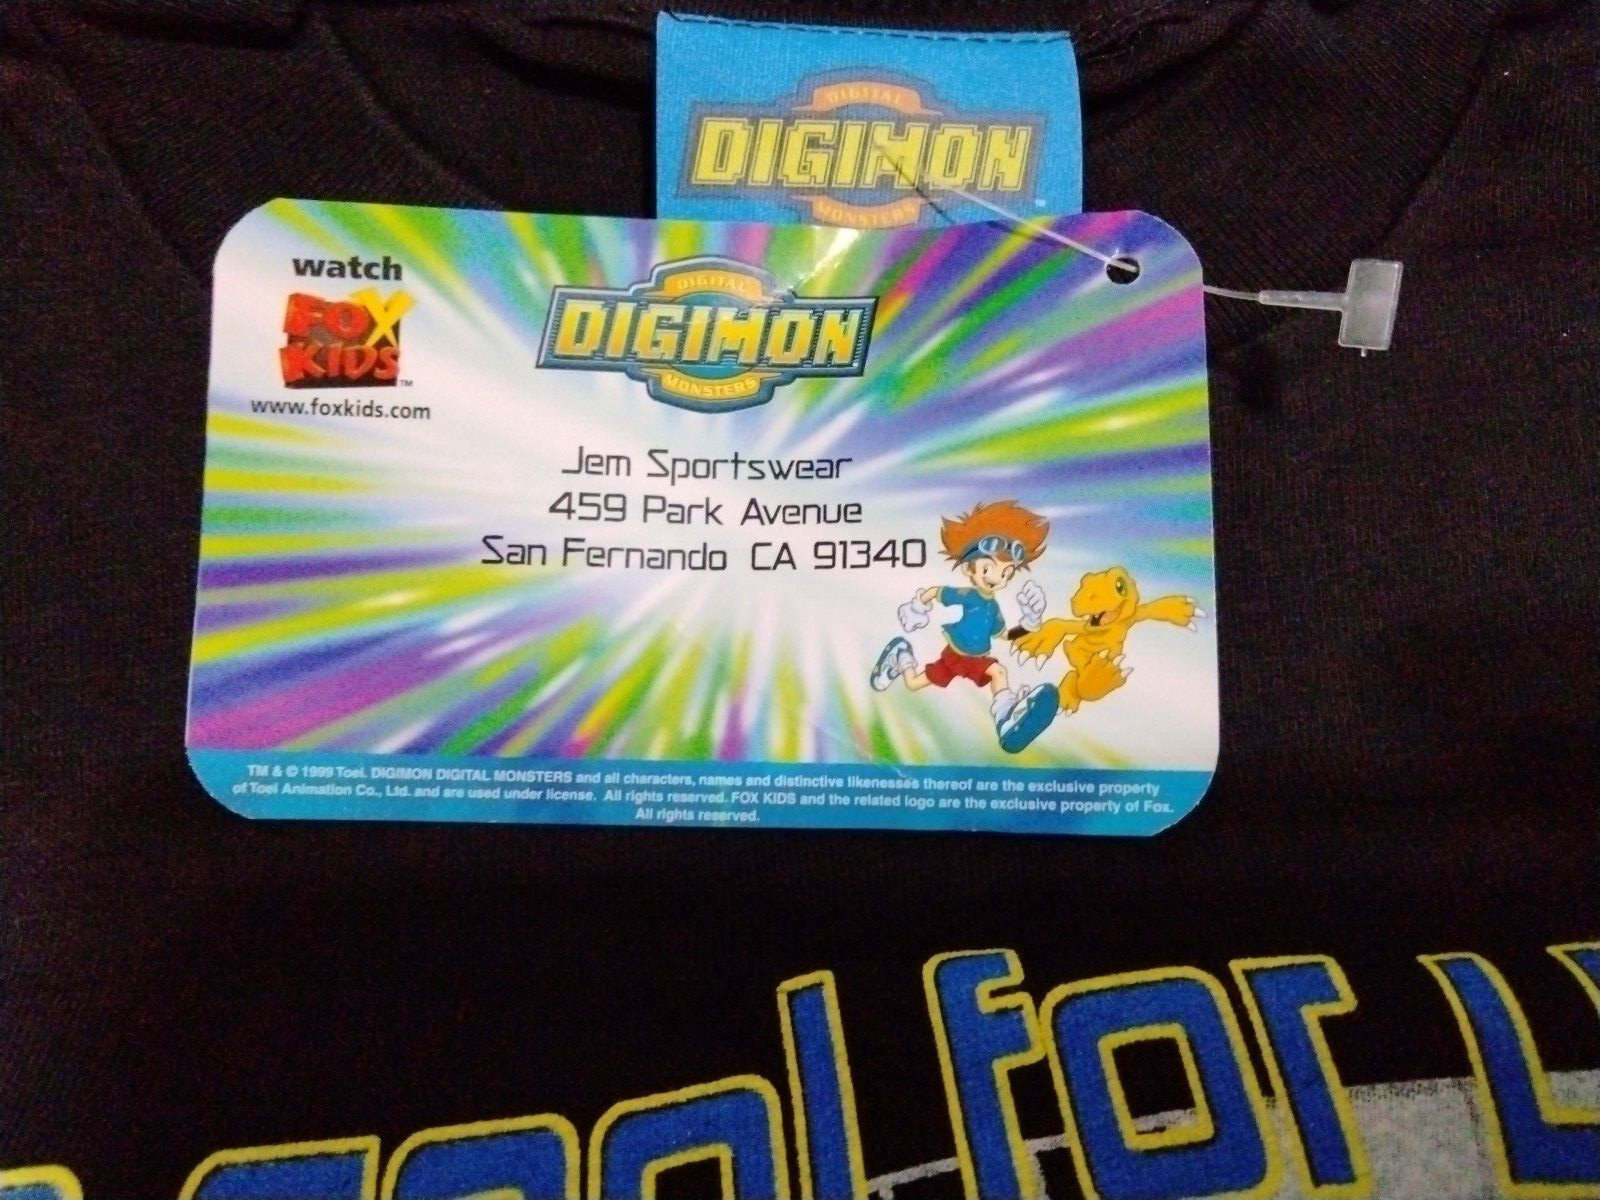 DIGITAL
DIGIMON
MONSTERS
TM
watch
FOX
KIDS
TM
www.foxkids.com
DIGITAL
DIGIMON
MONSTERS
Jem Sportswear
459 Park Avenue
San Fernando CA 91340
TM & © 1999 Toei. DIGIMON DIGITAL MONSTERS and all characters, names and distinctive likenesses thereof are the exclusive property
of Toei Animation Co., Ltd. and are used under license. All rights reserved. FOX KIDS and the related logo are the exclusive property of Fox.
All rights reserved.
for